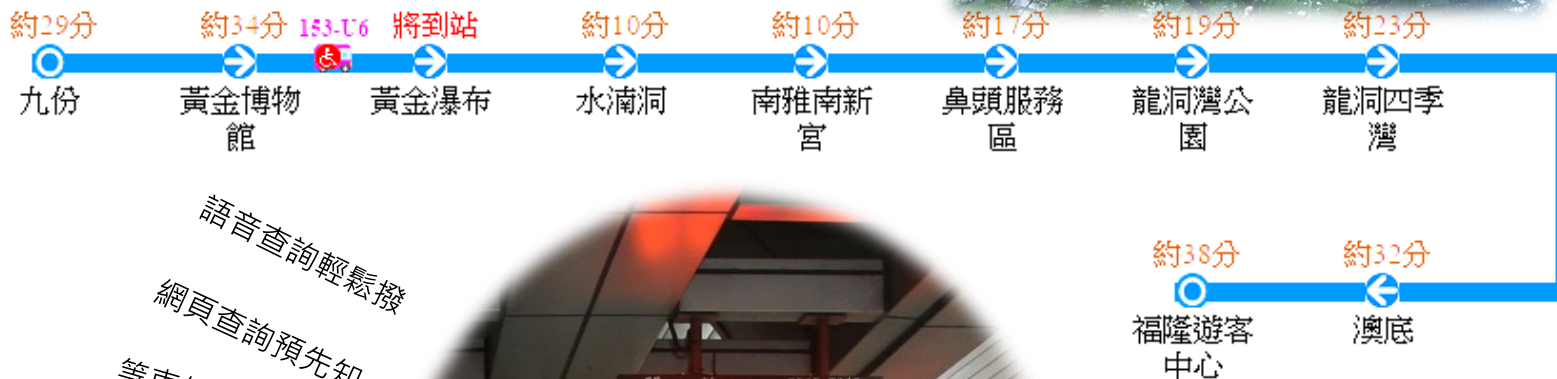 約29分
約34分
153-U6
將到站
約10分
約10分
約17分
約19分
約23分
九份
黃金博物
館
黃金瀑布
水湳洞
南雅南新
宮
鼻頭服務
區
龍洞灣公
園
龍洞四季
灣
約38分
約32分
福隆遊客
中心
澳底
語音查詢輕鬆撥
網頁查詢預先知